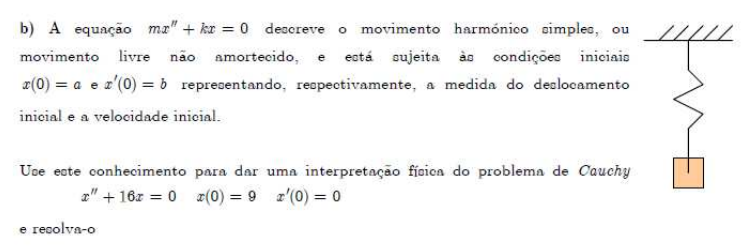 b) A equação mx″ + kx = 0 descreve o movimento harmónico simples, ou
movimento livre não amortecido, e está sujeita às condições iniciais
x(0) = a e x′(0) = b representando, respectivamente, a medida do deslocamento
inicial e a velocidade inicial.
Use este conhecimento para dar uma interpretação física do problema de Cauchy
x″ + 16x = 0 x(0) = 9 x′(0) = 0
e resolva-o